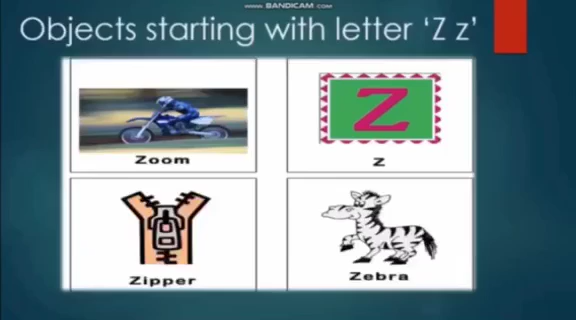 www.BANDICAM.com
Objects starting with letter ‘Z z’
Z
Zoom
Z
Zipper
Zebra